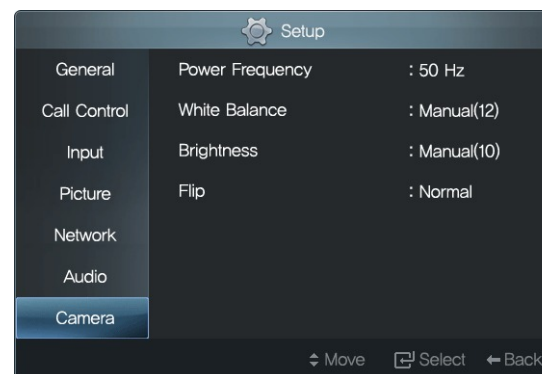 Setup
General
Power Frequency : 50 Hz
Call Control
White Balance : Manual(12)
Input
Brightness : Manual(10)
Picture
Flip : Normal
Network
Audio
Camera
Move Select Back